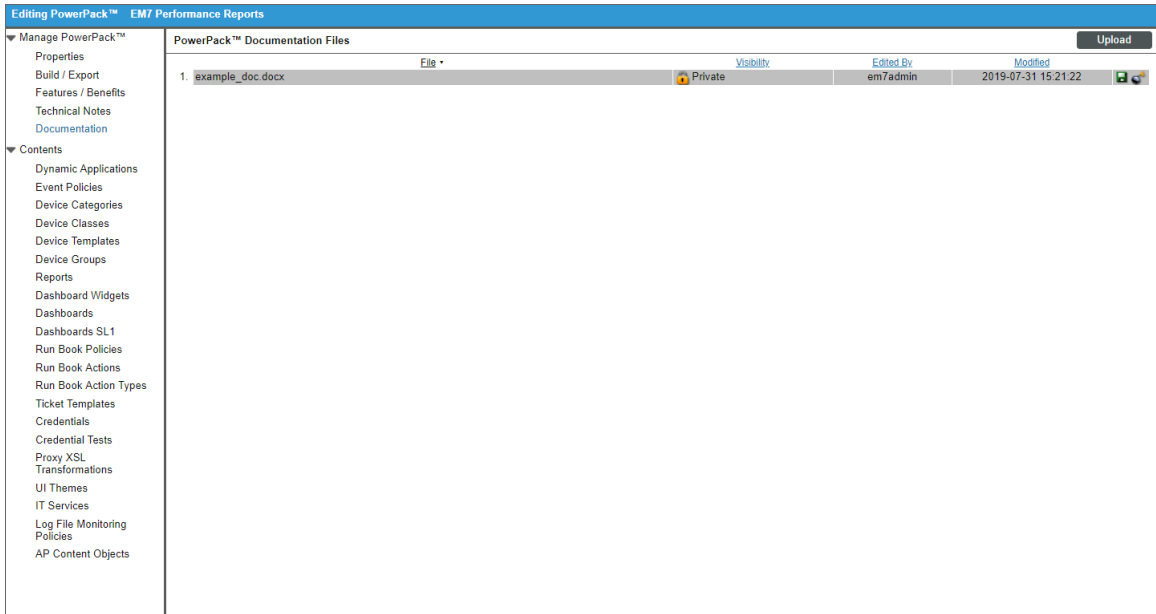 Editing PowerPack™ EM7 Performance Reports
Manage PowerPack™
Properties
Build / Export
Features / Benefits
Technical Notes
Documentation
Contents
Dynamic Applications
Event Policies
Device Categories
Device Classes
Device Templates
Device Groups
Reports
Dashboard Widgets
Dashboards
Dashboards SL1
Run Book Policies
Run Book Actions
Run Book Action Types
Ticket Templates
Credentials
Credential Tests
Proxy XSL
Transformations
UI Themes
IT Services
Log File Monitoring
Policies
AP Content Objects
PowerPack™ Documentation Files Upload
File Visibility Edited By Modified
1. example_doc.docx Private em7admin 2019-07-31 15:21:22